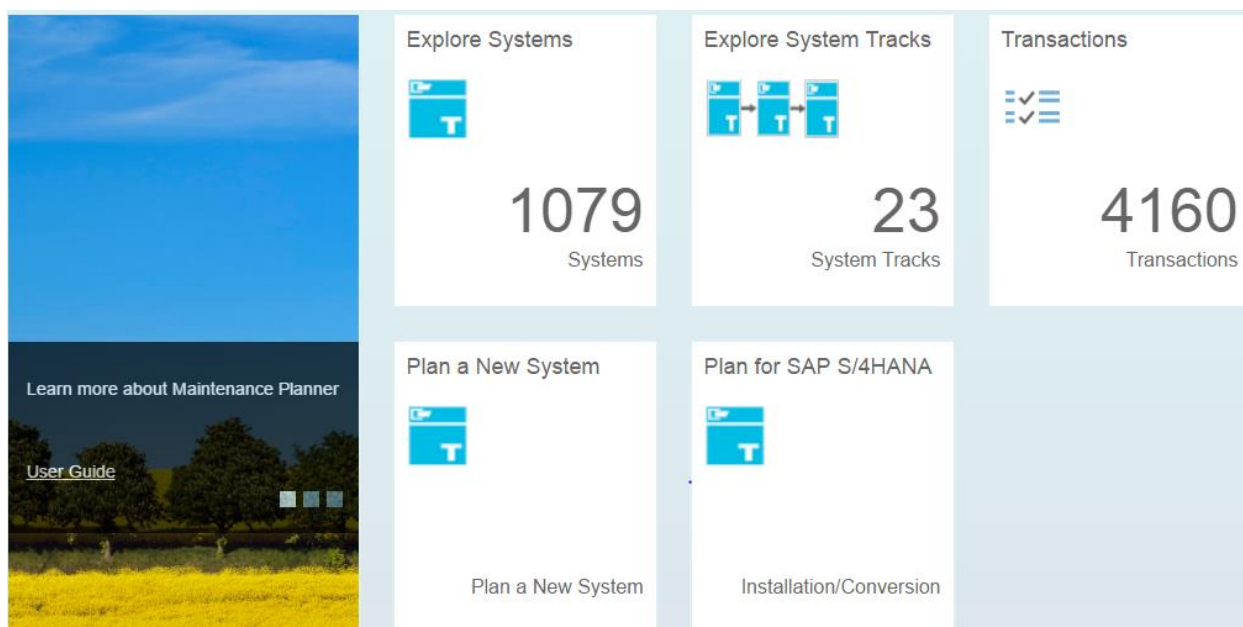 Explore Systems
1079
Systems
Explore System Tracks
23
System Tracks
Transactions
4160
Transactions
Learn more about Maintenance Planner
User Guide
Plan a New System
Plan a New System
Plan for SAP S/4HANA
Installation/Conversion